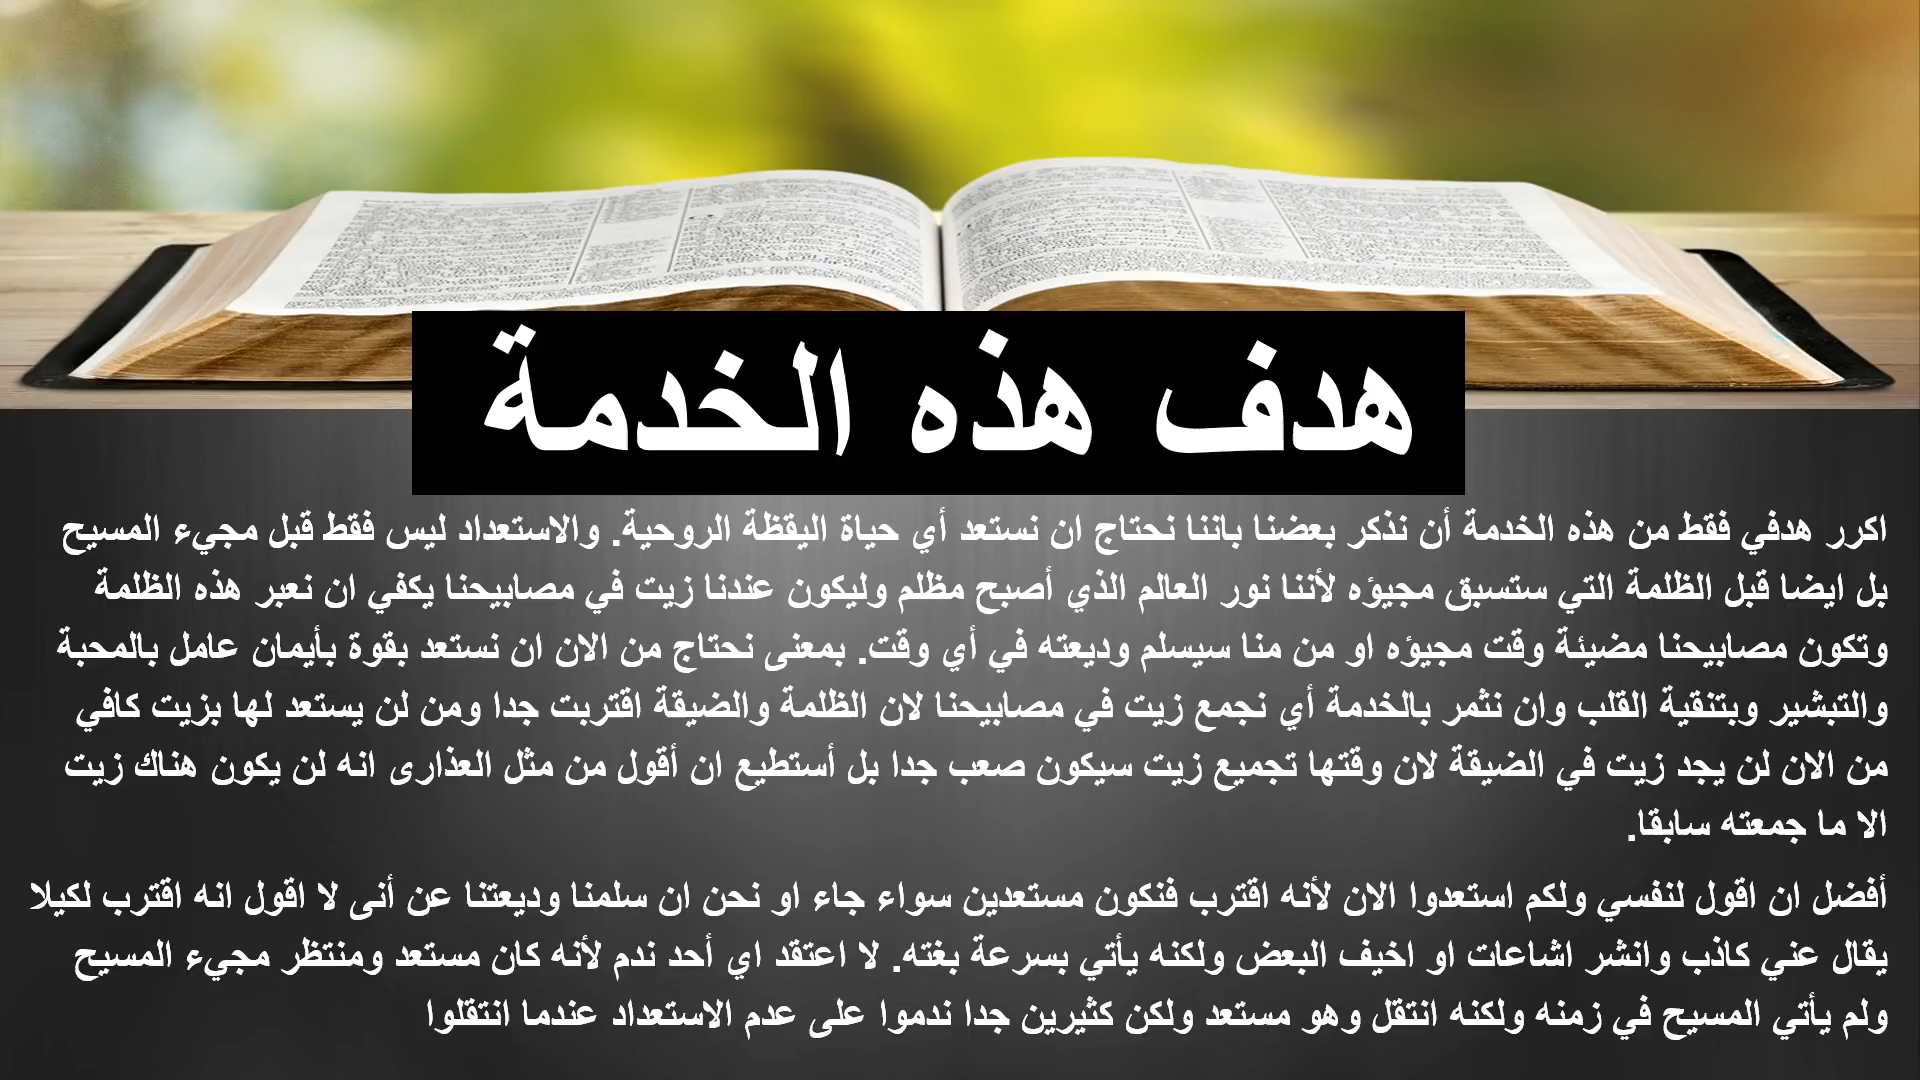 هدف هذه الخدمة
اكرر هدفي فقط من هذه الخدمة أن نذكر بعضنا باننا نحتاج ان نستعد أي حياة اليقظة الروحية. والاستعداد ليس فقط قبل مجيء المسيح
بل ايضا قبل الظلمة التي ستسبق مجيؤه لأننا نور العالم الذي أصبح مظلم وليكون عندنا زيت في مصابيحنا يكفي ان نعبر هذه الظلمة
وتكون مصابيحنا مضيئة وقت مجيؤه او من منا سيسلم وديعته في أي وقت. بمعنى نحتاج من الان ان نستعد بقوة بأيمان عامل بالمحبة
والتبشير وبتنقية القلب وان نثمر بالخدمة أي نجمع زيت في مصابيحنا لان الظلمة والضيقة اقتربت جدا ومن لن يستعد لها بزيت كافي
من الان لن يجد زيت في الضيقة لان وقتها تجميع زيت سيكون صعب جدا بل أستطيع ان أقول من مثل العذارى انه لن يكون هناك زيت
الا ما جمعته سابقا.
أفضل ان اقول لنفسي ولكم استعدوا الان لأنه اقترب فنكون مستعدين سواء جاء او نحن ان سلمنا وديعتنا عن أنى لا اقول انه اقترب لكيلا
يقال عني كاذب وانشر اشاعات او اخيف البعض ولكنه يأتي بسرعة بغته. لا اعتقد اي أحد ندم لأنه كان مستعد ومنتظر مجيء المسيح
ولم يأتي المسيح في زمنه ولكنه انتقل وهو مستعد ولكن كثيرين جدا ندموا على عدم الاستعداد عندما انتقلوا